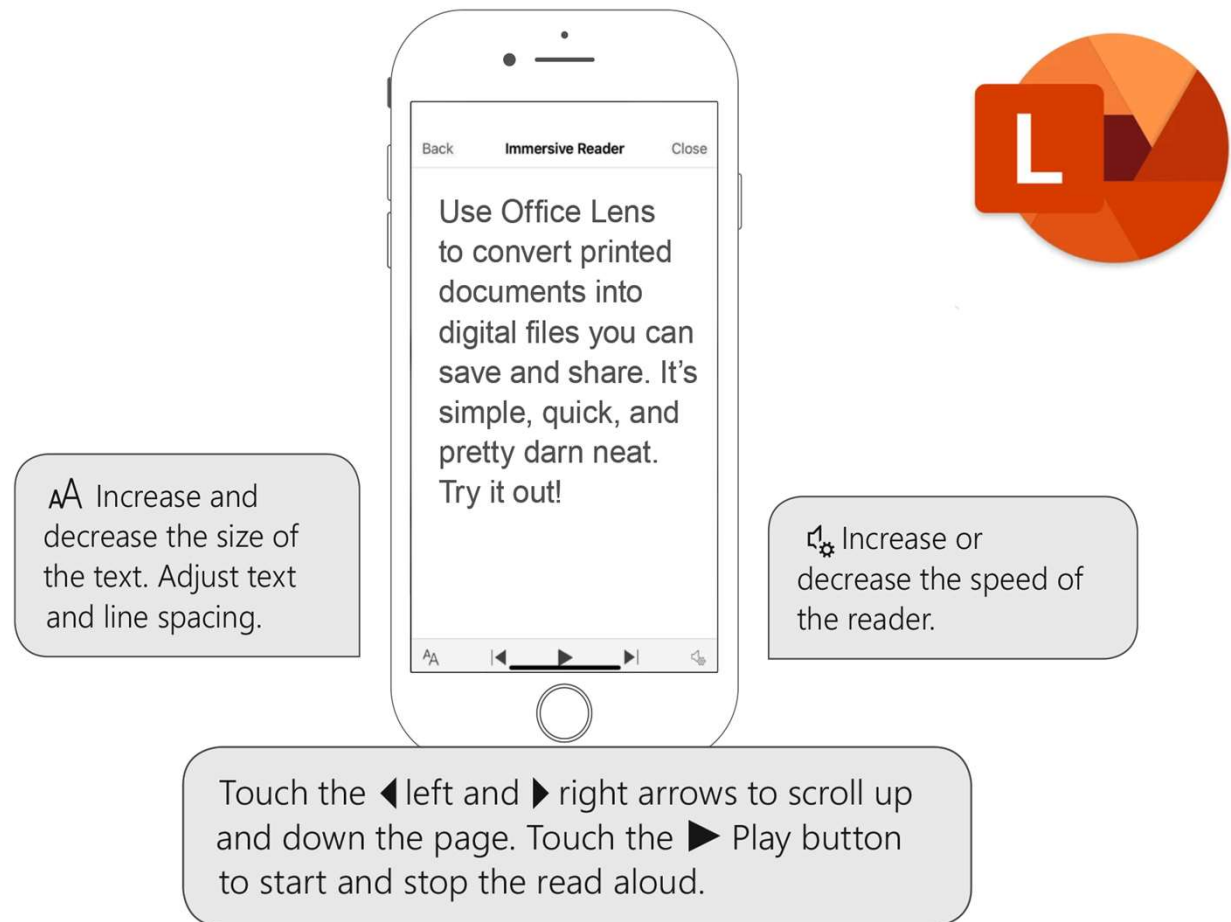 L
Back Immersive Reader Close
Use Office Lens
to convert printed
documents into
digital files you can
save and share. It's
simple, quick, and
pretty darn neat.
Try it out!
AA
AA Increase and
decrease the size of
the text. Adjust text
and line spacing.
Increase or
decrease the speed of
the reader.
Touch the ◀ left and ▶ right arrows to scroll up
and down the page. Touch the ▶ Play button
to start and stop the read aloud.